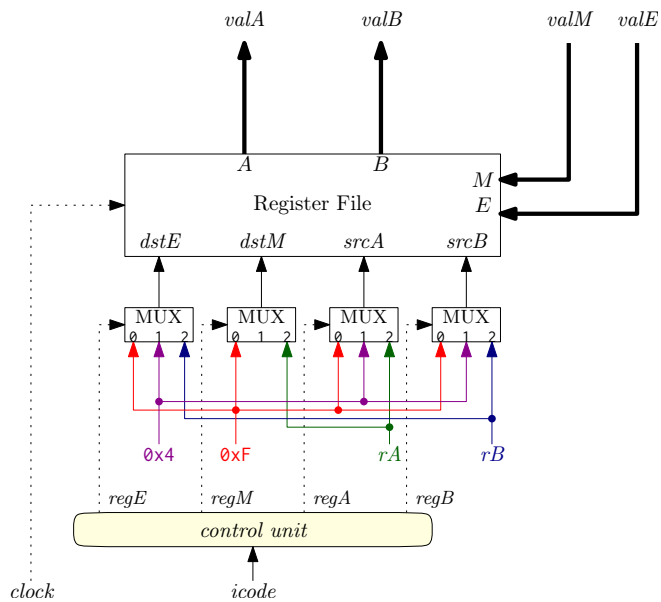 valA valB valM valE
A B
M
Register File
E
dstE dstM srcA srcB
MUX MUX MUX MUX
0 1 2 0 1 2 0 1 2 0 1 2
0x4 0xF rA rB
regE regM regA regB
control unit
clock icode